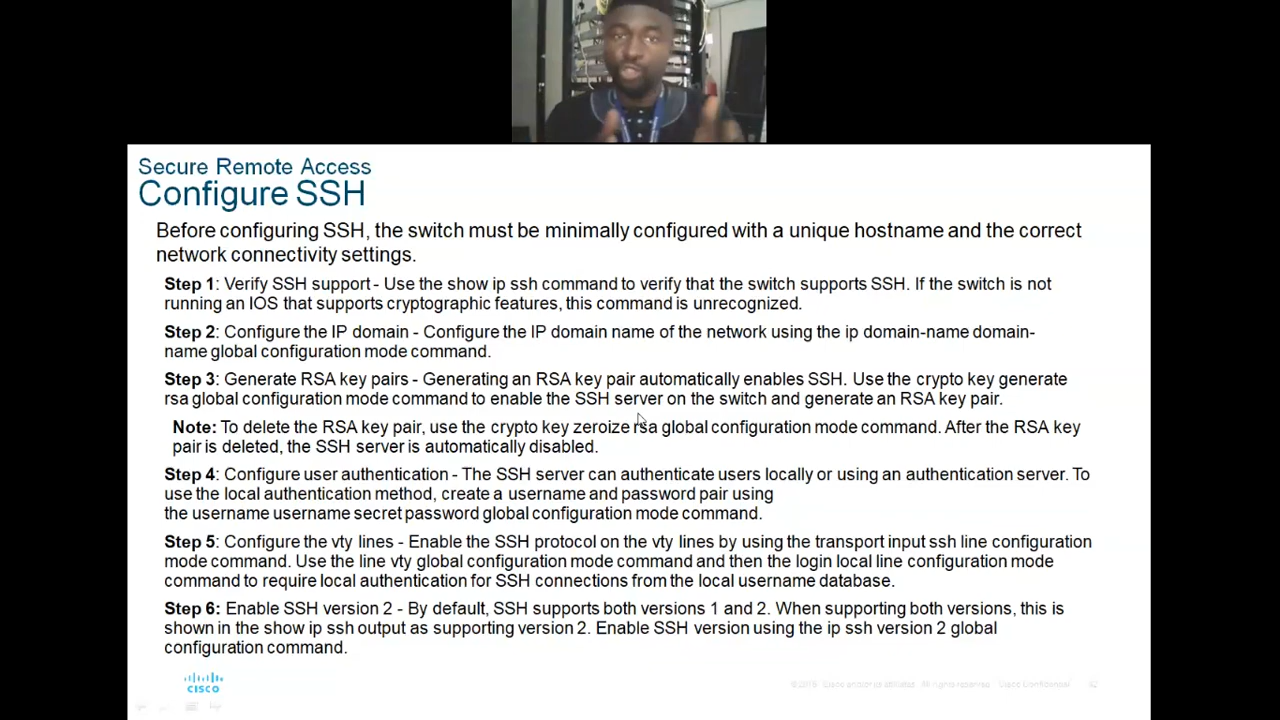 Secure Remote Access
Configure SSH
Before configuring SSH, the switch must be minimally configured with a unique hostname and the correct
network connectivity settings.
Step 1: Verify SSH support - Use the show ip ssh command to verify that the switch supports SSH. If the switch is not
running an IOS that supports cryptographic features, this command is unrecognized.
Step 2: Configure the IP domain - Configure the IP domain name of the network using the ip domain-name domain-
name global configuration mode command.
Step 3: Generate RSA key pairs - Generating an RSA key pair automatically enables SSH. Use the crypto key generate
rsa global configuration mode command to enable the SSH server on the switch and generate an RSA key pair.
Note: To delete the RSA key pair, use the crypto key zeroize rsa global configuration mode command. After the RSA key
pair is deleted, the SSH server is automatically disabled.
Step 4: Configure user authentication - The SSH server can authenticate users locally or using an authentication server. To
use the local authentication method, create a username and password pair using
the username username secret password global configuration mode command.
Step 5: Configure the vty lines - Enable the SSH protocol on the vty lines by using the transport input ssh line configuration
mode command. Use the line vty global configuration mode command and then the login local line configuration mode
command to require local authentication for SSH connections from the local username database.
Step 6: Enable SSH version 2 - By default, SSH supports both versions 1 and 2. When supporting both versions, this is
shown in the show ip ssh output as supporting version 2. Enable SSH version using the ip ssh version 2 global
configuration command.
CISCO
Cisco and/or its affiliates. All rights reserved. Cisco Confidential